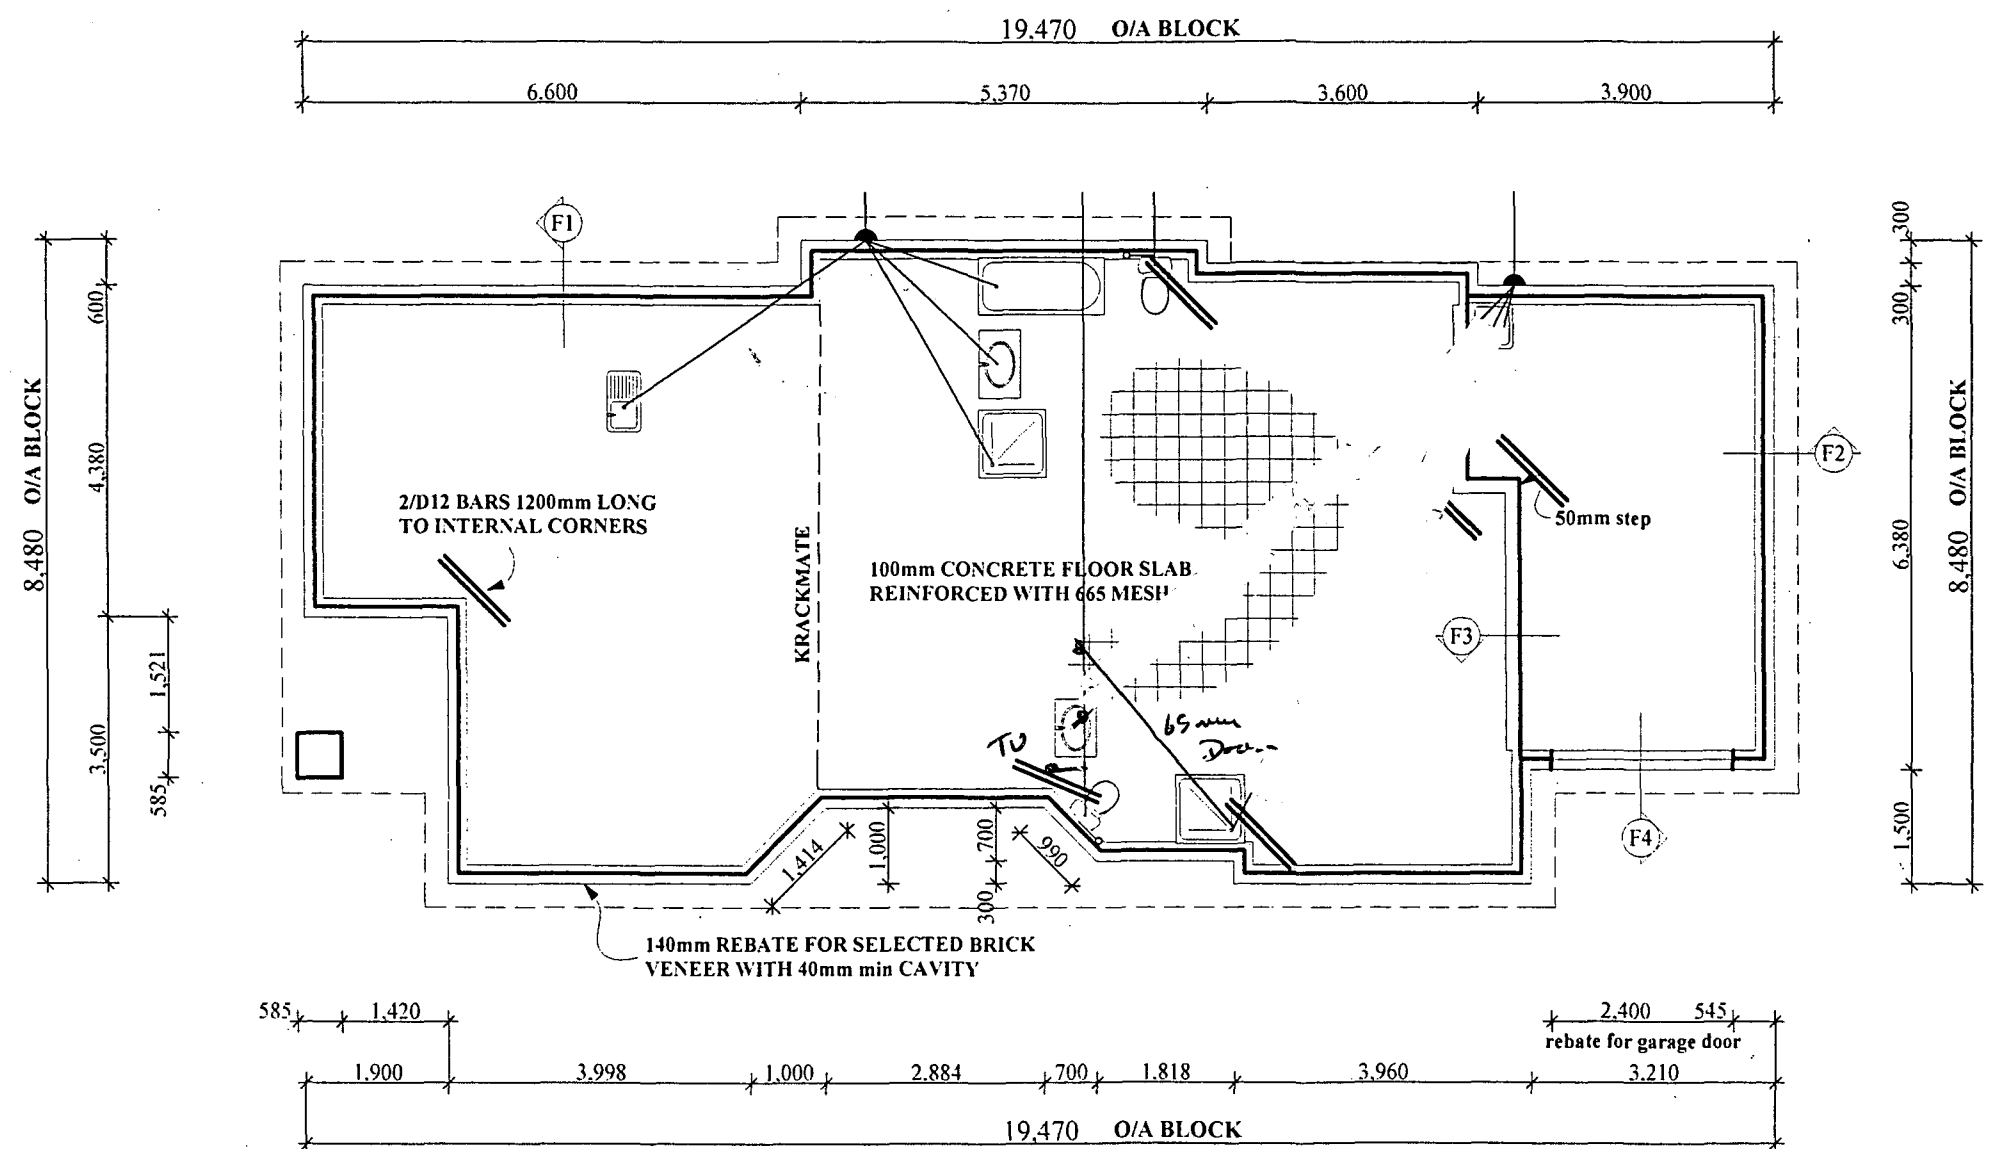 19,470 O/A BLOCK
6.600 5,370 3,600 3,900
F1
300
600
300
8,480 O/A BLOCK
4,380
F2
8,480 O/A BLOCK
2/D12 BARS 1200mm LONG
TO INTERNAL CORNERS
50mm step
KRACKMATE
100mm CONCRETE FLOOR SLAB
REINFORCED WITH 665 MESH
6,380
F3
1,521
3,500
585
65mm
F4
1,500
1,414
1,000
700
990
300
140mm REBATE FOR SELECTED BRICK
VENEER WITH 40mm min CAVITY
585 1,420 2,400 545
rebate for garage door
1.900 3,998 1,000 2.884 700 1.818 3,960 3.210
19,470 O/A BLOCK